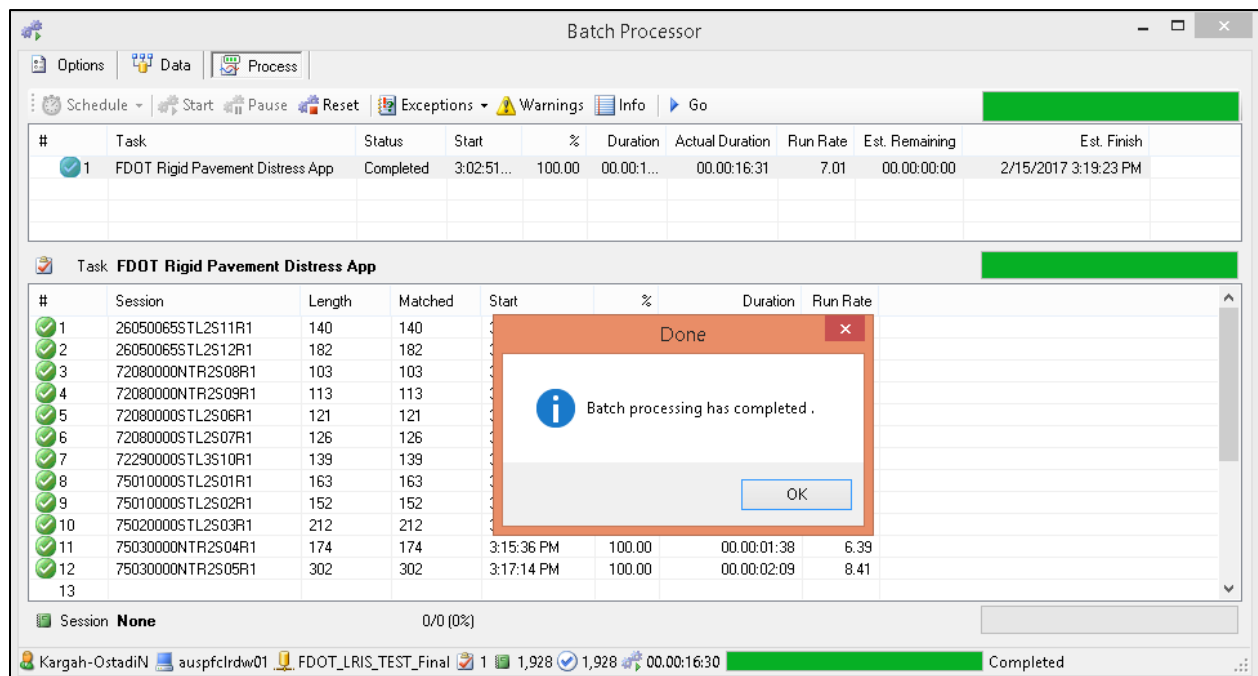 Batch Processor
Options Data Process
Schedule Start Pause Reset Exceptions Warnings Info Go
# Task Status Start % Duration Actual Duration Run Rate Est. Remaining Est. Finish
1 FDOT Rigid Pavement Distress App Completed 3:02:51... 100.00 00.00:1... 00.00:16:31 7.01 00.00:00:00 2/15/2017 3:19:23 PM
Task FDOT Rigid Pavement Distress App
# Session Length Matched Start % Duration Run Rate
1 26050065STL2S11R1 140 140
2 26050065STL2S12R1 182 182
3 72080000NTR2S08R1 103 103
4 72080000NTR2S09R1 113 113
5 72080000STL2S06R1 121 121
6 72080000STL2S07R1 126 126
7 72290000STL3S10R1 139 139
8 75010000STL2S01R1 163 163
9 75010000STL2S02R1 152 152
10 75020000STL2S03R1 212 212
11 75030000NTR2S04R1 174 174 3:15:36 PM 100.00 00.00:01:38 6.39
12 75030000NTR2S05R1 302 302 3:17:14 PM 100.00 00.00:02:09 8.41
13
Done
Batch processing has completed .
OK
Session None 0/0 (0%)
Kargah-OstadiN auspfclrdw01 FDOT_LRIS_TEST_Final 1 1,928 1,928 00.00:16:30 Completed